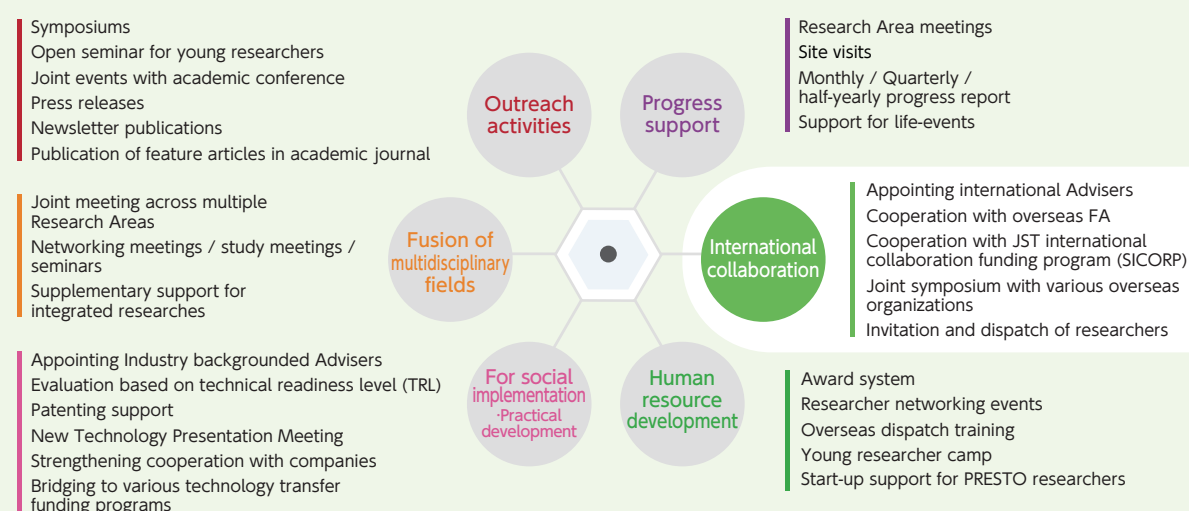 Symposiums
Open seminar for young researchers
Joint events with academic conference
Press releases
Newsletter publications
Publication of feature articles in academic journal
Outreach
activities
Progress
support
Research Area meetings
Site visits
Monthly / Quarterly /
half-yearly progress report
Support for life-events
Joint meeting across multiple
Research Areas
Networking meetings / study meetings /
seminars
Supplementary support for
integrated researches
Fusion of
multidisciplinary
fields
International
collaboration
Appointing international Advisers
Cooperation with overseas FA
Cooperation with JST international
collaboration funding program (SICORP)
Joint symposium with various overseas
organizations
Invitation and dispatch of researchers
Appointing Industry backgrounded Advisers
Evaluation based on technical readiness level (TRL)
Patenting support
New Technology Presentation Meeting
Strengthening cooperation with companies
Bridging to various technology transfer
funding programs
For social
implementation
·Practical
development
Human
resource
development
Award system
Researcher networking events
Overseas dispatch training
Young researcher camp
Start-up support for PRESTO researchers